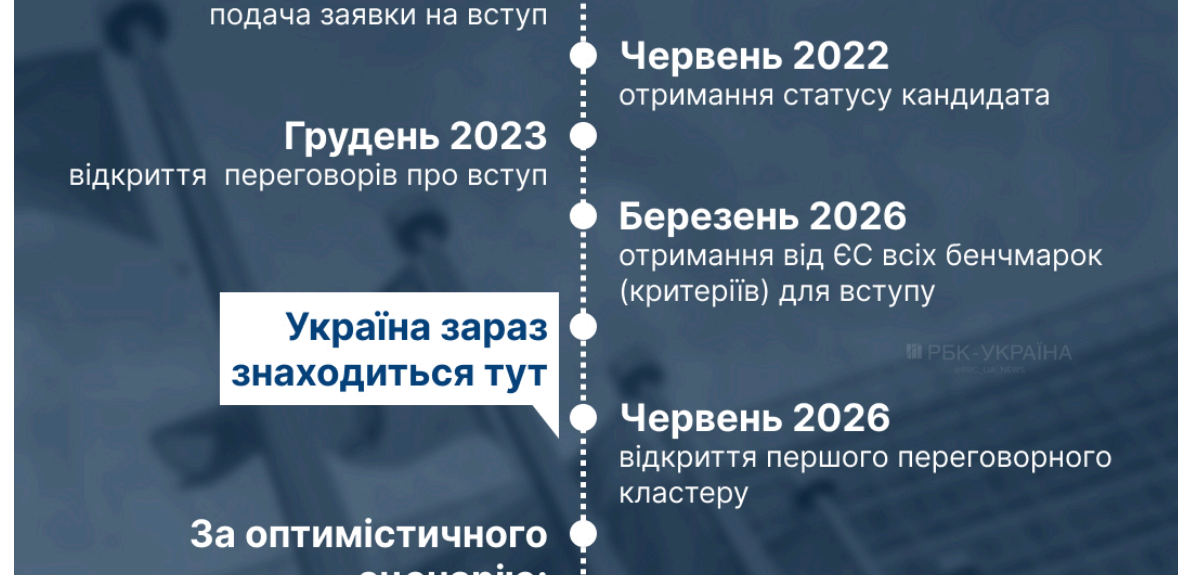 подача заявки на вступ
Червень 2022
отримання статусу кандидата
Грудень 2023
відкриття переговорів про вступ
Березень 2026
отримання від ЄС всіх бенчмарок
(критеріїв) для вступу
Україна зараз
знаходиться тут
РБК-УКРАЇНА
Червень 2026
відкриття першого переговорного
кластеру
За оптимістичного